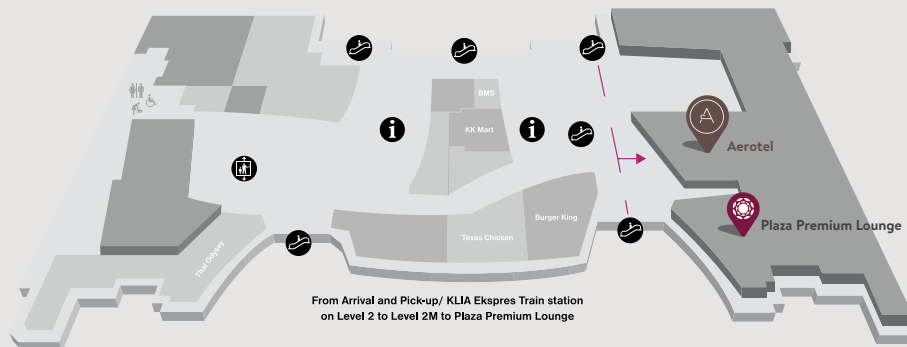 BMS
KK Mart
Aerotel
Plaza Premium Lounge
Burger King
Texas Chicken
Thai Odyssey
From Arrival and Pick-up/ KLIA Ekspres Train station
on Level 2 to Level 2M to Plaza Premium Lounge